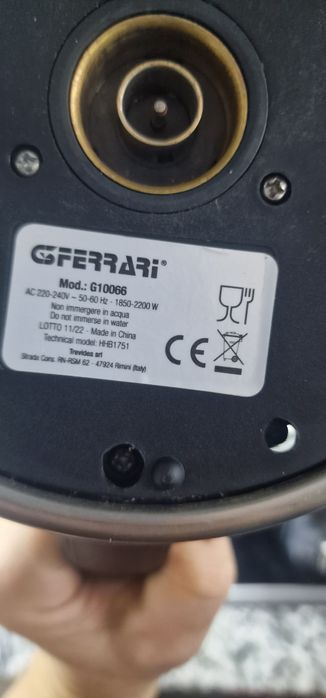 G3FERRARI®
Mod.: G10066
AC 220-240V ~ 50-60 Hz - 1850-2200 W
Non immergere in acqua
Do not immerse in water
LOTTO 11/22 - Made in China
Technical model: HHB1751
Trevidea srl
Strada Cons. RN-RSM 62 - 47924 Rimini (Italy)
CE